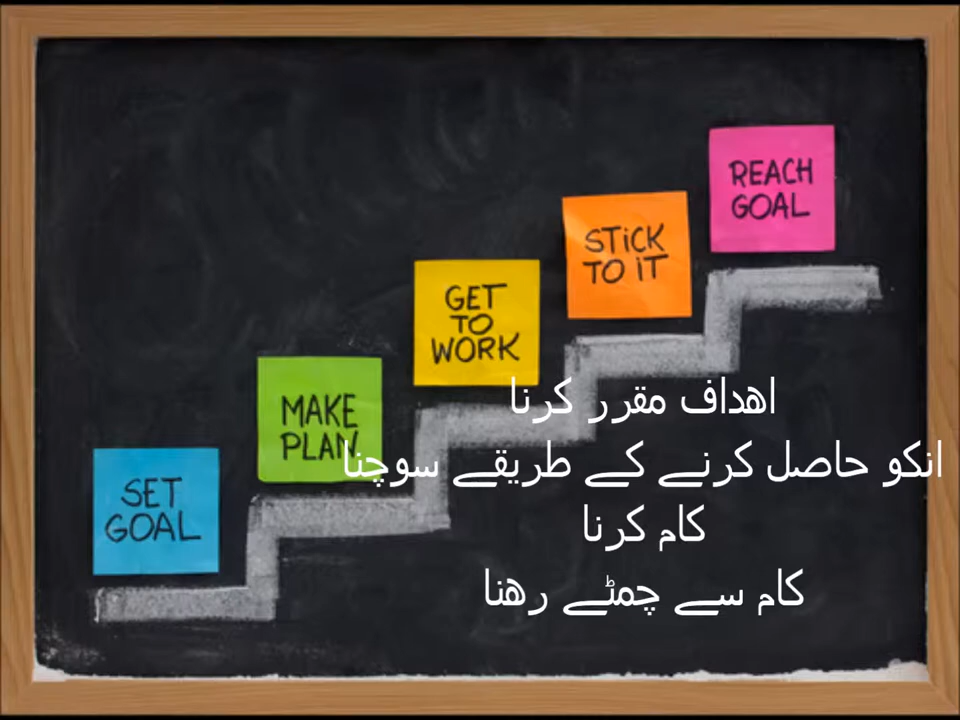 REACH
GOAL
STiCK
TO iT
GET
TO
WORK
MAKE
PLAN
SET
GOAL
اهداف مقرر کرنا
انکو حاصل کرنے کے طریقے سوچنا
کام کرنا
کام سے چمٹے رهنا